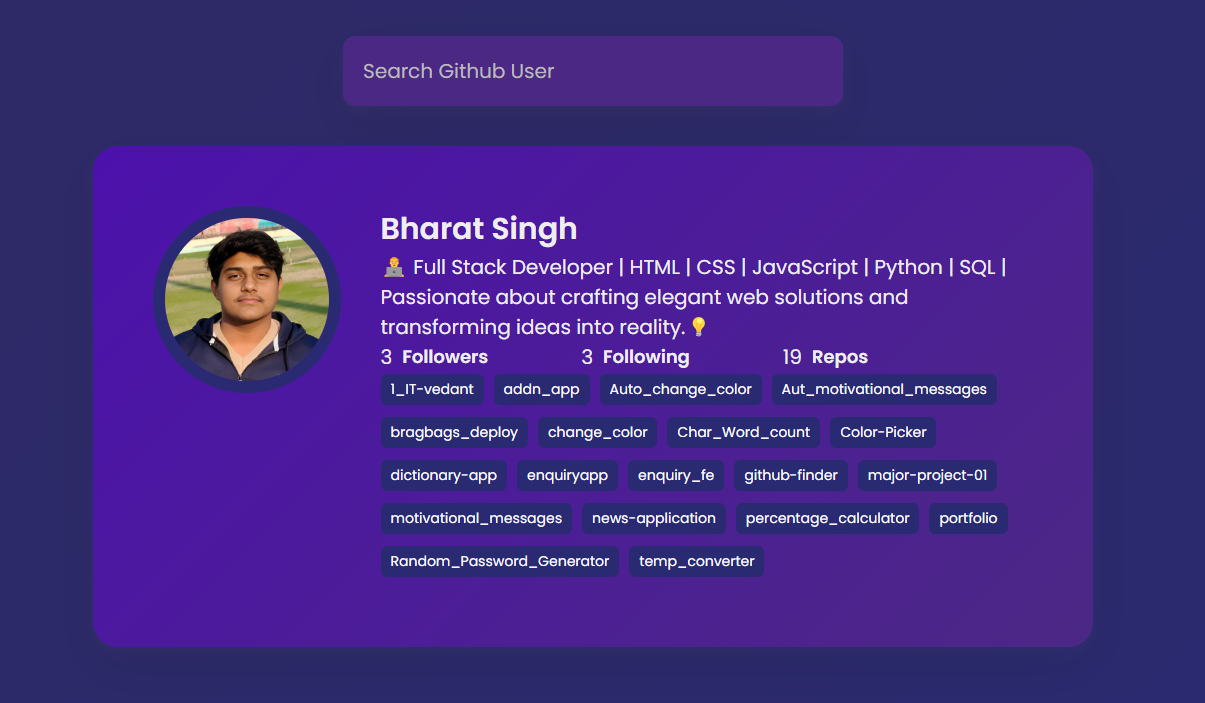 Search Github User
Bharat Singh
👨‍💻 Full Stack Developer | HTML | CSS | JavaScript | Python | SQL |
Passionate about crafting elegant web solutions and
transforming ideas into reality.💡
3 Followers 3 Following 19 Repos
1_IT-vedant addn_app Auto_change_color Aut_motivational_messages
bragbags_deploy change_color Char_Word_count Color-Picker
dictionary-app enquiryapp enquiry_fe github-finder major-project-01
motivational_messages news-application percentage_calculator portfolio
Random_Password_Generator temp_converter